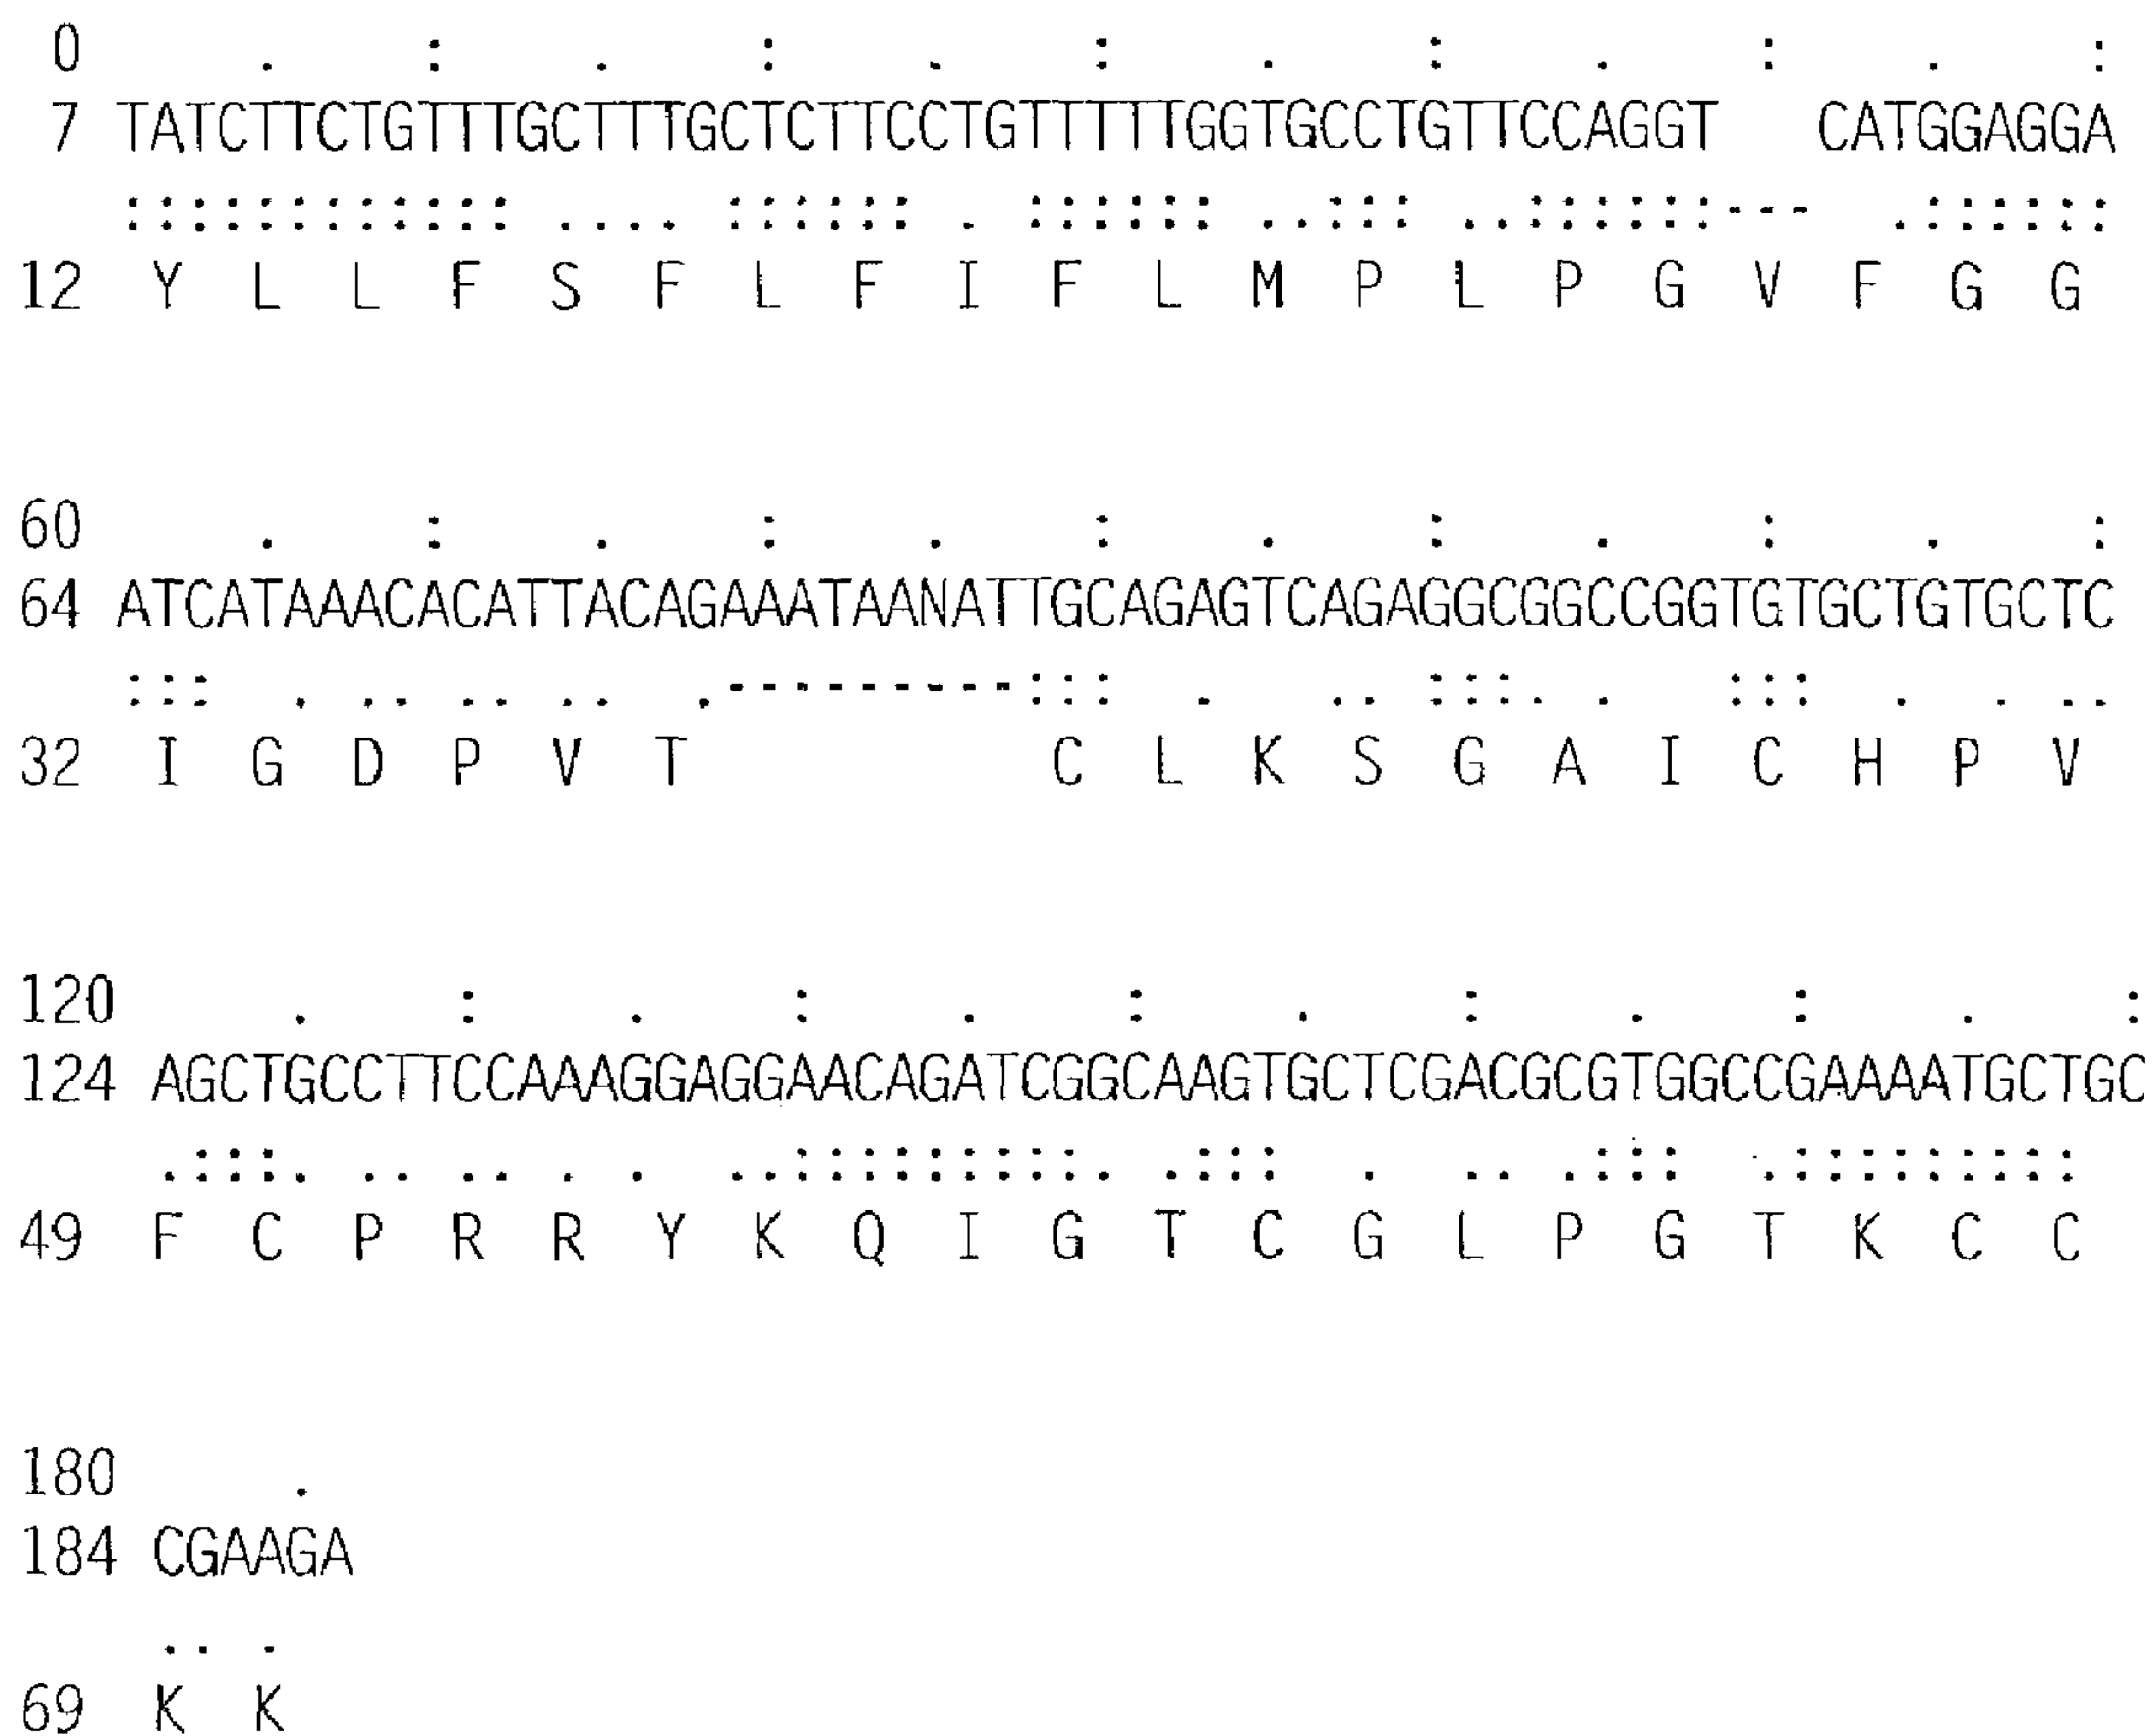 0 . : . : . : . : . : . :
7 TATCTTCTGTTTGCTTTGCTCTTCCTGTTTTTGGTGCCTGTTCCAGGT CATGGAGGA
12 Y L L F S F L F I F L M P L P G V F G G
60 . : . : . : . : . : . :
64 ATCATAAACACATTACAGAAATAANATTGCAGAGTCAGAGGCGGCCGGTGTGCTGTGCTC
32 I G D P V T C L K S G A I C H P V
120 . : . : . : . : . : . :
124 AGCTGCCTTCCAAAGGAGGAACAGATCGGCAAGTGCTCGACGCGTGGCCGAAAATGCTGC
49 F C P R R Y K Q I G T C G L P G T K C C
180 .
184 CGAAGA
69 K K